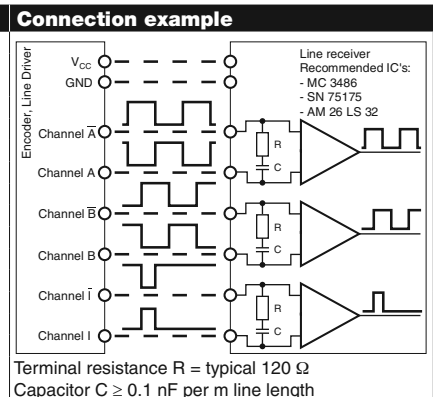 Connection example
Encoder, Line Driver
V_CC
GND
Channel A̅
Channel A
Channel B̅
Channel B
Channel I̅
Channel I
Line receiver
Recommended IC's:
- MC 3486
- SN 75175
- AM 26 LS 32
R
C
R
C
R
C
Terminal resistance R = typical 120 Ω
Capacitor C ≥ 0.1 nF per m line length